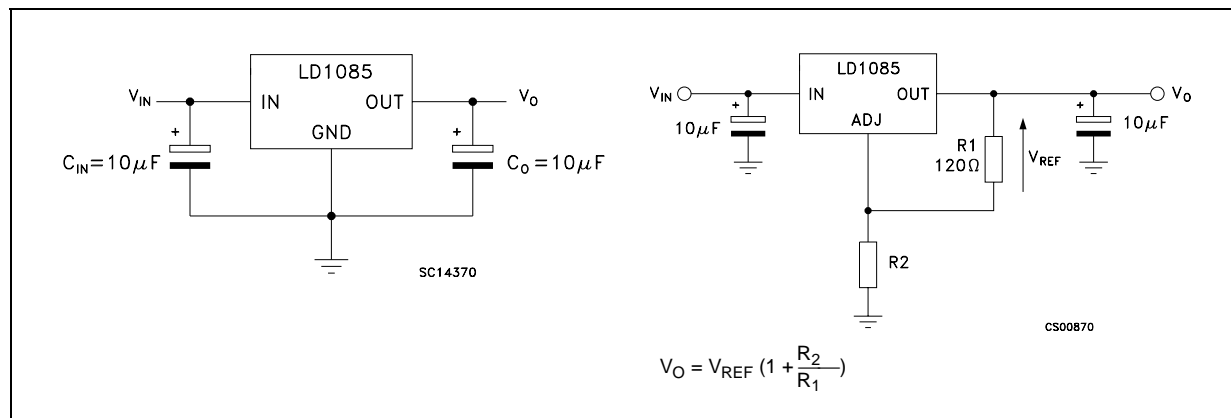 LD1085
V_IN
IN
OUT
V_O
GND
+
+
C_IN=10μF
C_O=10μF
SC14370
LD1085
V_IN
IN
OUT
V_O
ADJ
+
+
10μF
10μF
R1
120Ω
V_REF
R2
CS00870
V_O = V_REF (1 + R_2/R_1)